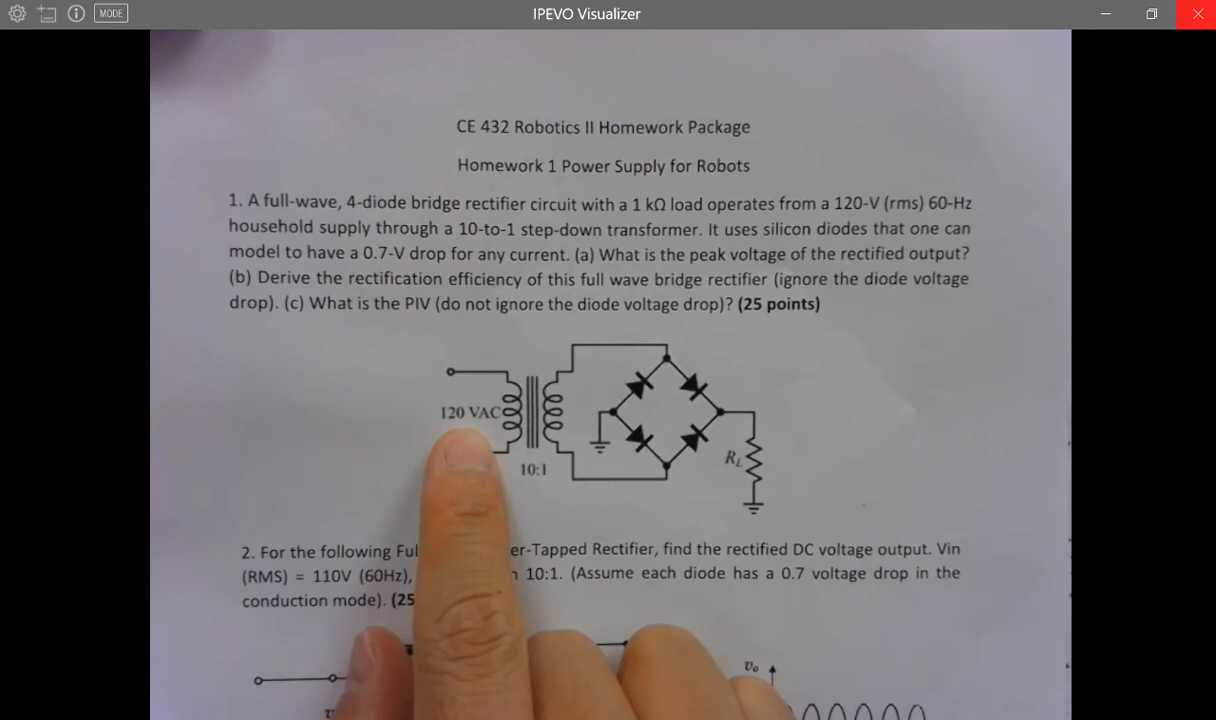 IPEVO Visualizer
MODE
CE 432 Robotics II Homework Package
Homework 1 Power Supply for Robots
1. A full-wave, 4-diode bridge rectifier circuit with a 1 kΩ load operates from a 120-V (rms) 60-Hz
household supply through a 10-to-1 step-down transformer. It uses silicon diodes that one can
model to have a 0.7-V drop for any current. (a) What is the peak voltage of the rectified output?
(b) Derive the rectification efficiency of this full wave bridge rectifier (ignore the diode voltage
drop). (c) What is the PIV (do not ignore the diode voltage drop)? (25 points)
120 VAC
10:1
RL
2. For the following Ful er-Tapped Rectifier, find the rectified DC voltage output. Vin
(RMS) = 110V (60Hz), 10:1. (Assume each diode has a 0.7 voltage drop in the
conduction mode). (25
vo